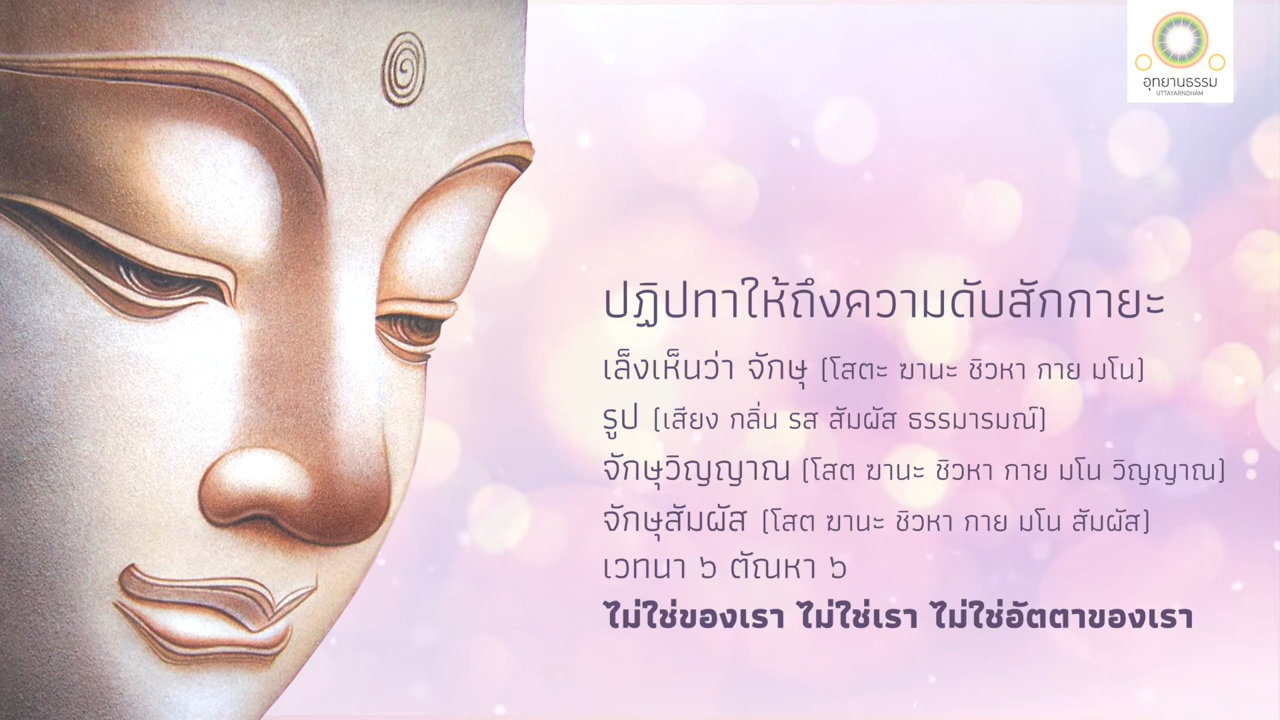 อุทยานธรรม
UTTAYARNDHAM
ปฏิปทาให้ถึงความดับสักกายะ
เล็งเห็นว่า จักษุ (โสตะ ฆานะ ชิวหา กาย มโน)
รูป (เสียง กลิ่น รส สัมผัส ธรรมารมณ์)
จักษุวิญญาณ (โสต ฆานะ ชิวหา กาย มโน วิญญาณ)
จักษุสัมผัส (โสต ฆานะ ชิวหา กาย มโน สัมผัส)
เวทนา ๖ ตัณหา ๖
ไม่ใช่ของเรา ไม่ใช่เรา ไม่ใช่อัตตาของเรา